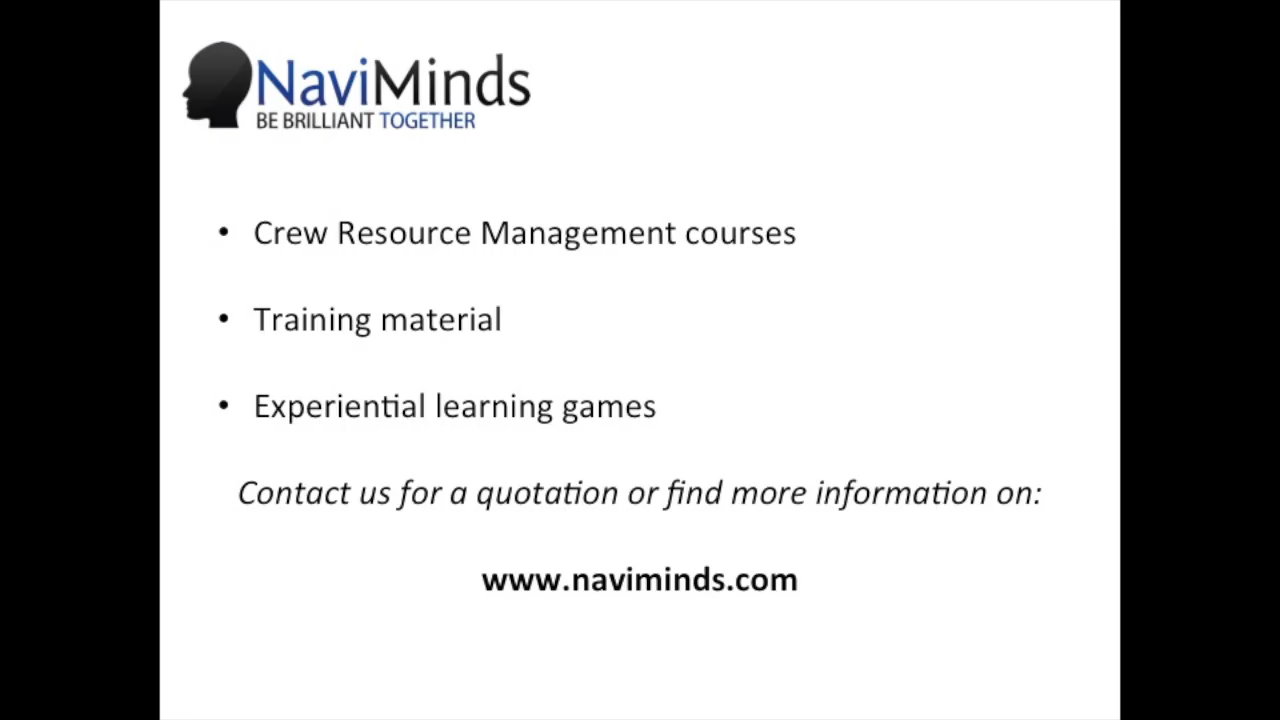 NaviMinds
BE BRILLIANT TOGETHER
• Crew Resource Management courses
• Training material
• Experiential learning games
Contact us for a quotation or find more information on:
www.naviminds.com